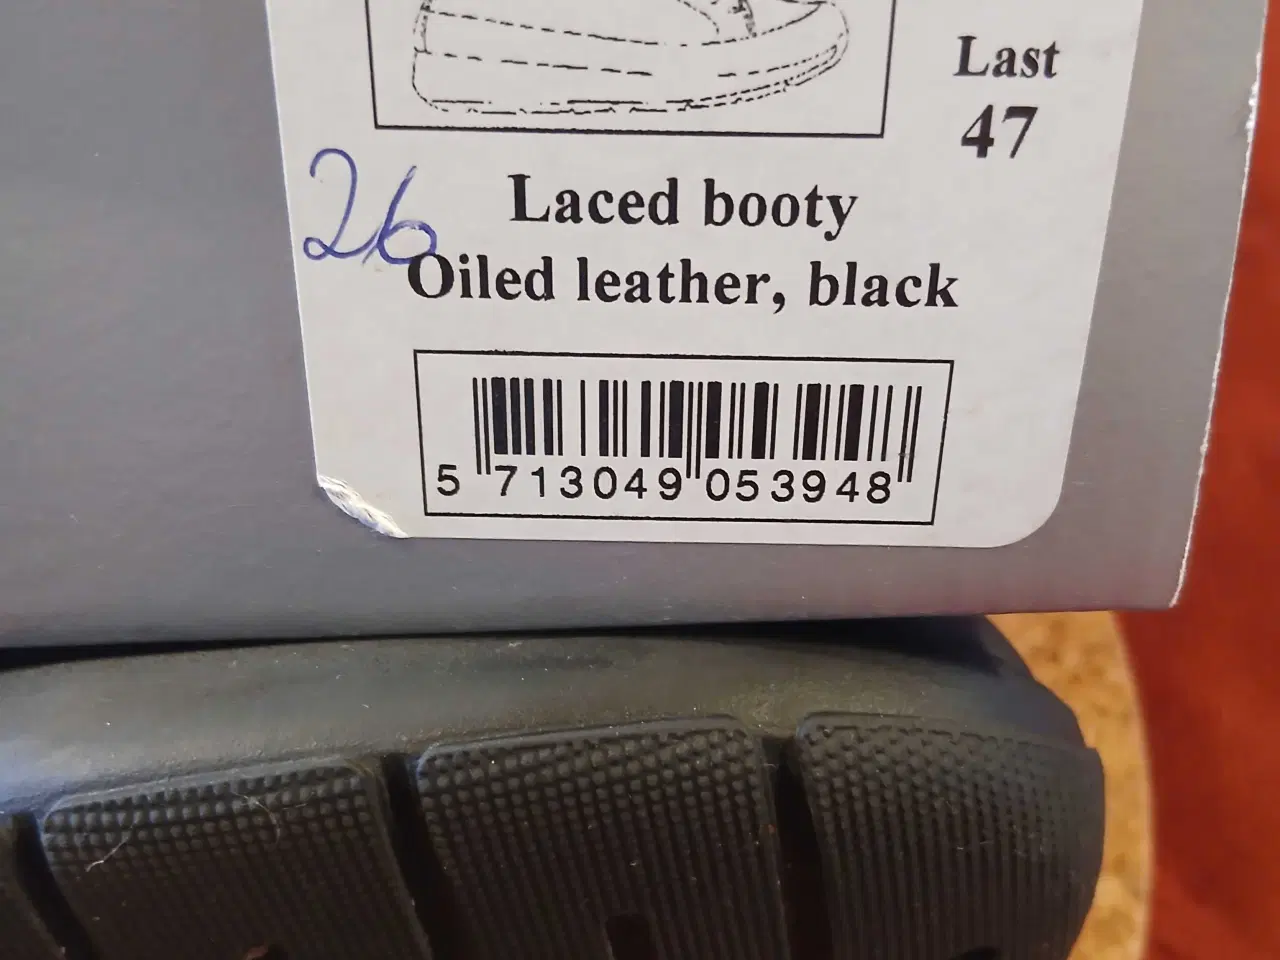 Last
47
26
Laced booty
Oiled leather, black
5 713049 053948